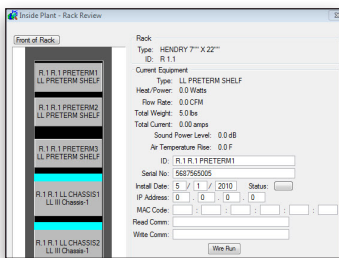 Inside Plant - Rack Review
Front of Rack
R.1 R.1 PRETERM1
LL PRETERM SHELF
R.1 R.1 PRETERM2
LL PRETERM SHELF
R.1 R.1 PRETERM3
LL PRETERM SHELF
R.1 R.1 LL CHASSIS1
LL III Chassis-1
R.1 R.1 LL CHASSIS2
LL III Chassis-1
Rack
Type: HENDRY 7"" X 22""
ID: R 1.1
Current Equipment
Type: LL PRETERM SHELF
Heat/Power: 0.0 Watts
Flow Rate: 0.0 CFM
Total Weight: 5.0 lbs
Total Current: 0.00 amps
Sound Power Level: 0.0 dB
Air Temperature Rise: 0.0 F
ID: R.1 R.1 PRETERM1
Serial No: 5687565005
Install Date: 5 / 1 / 2010 Status:
IP Address: 0 . 0 . 0 . 0
MAC Code: : : : : :
Read Comm:
Write Comm:
Wire Run